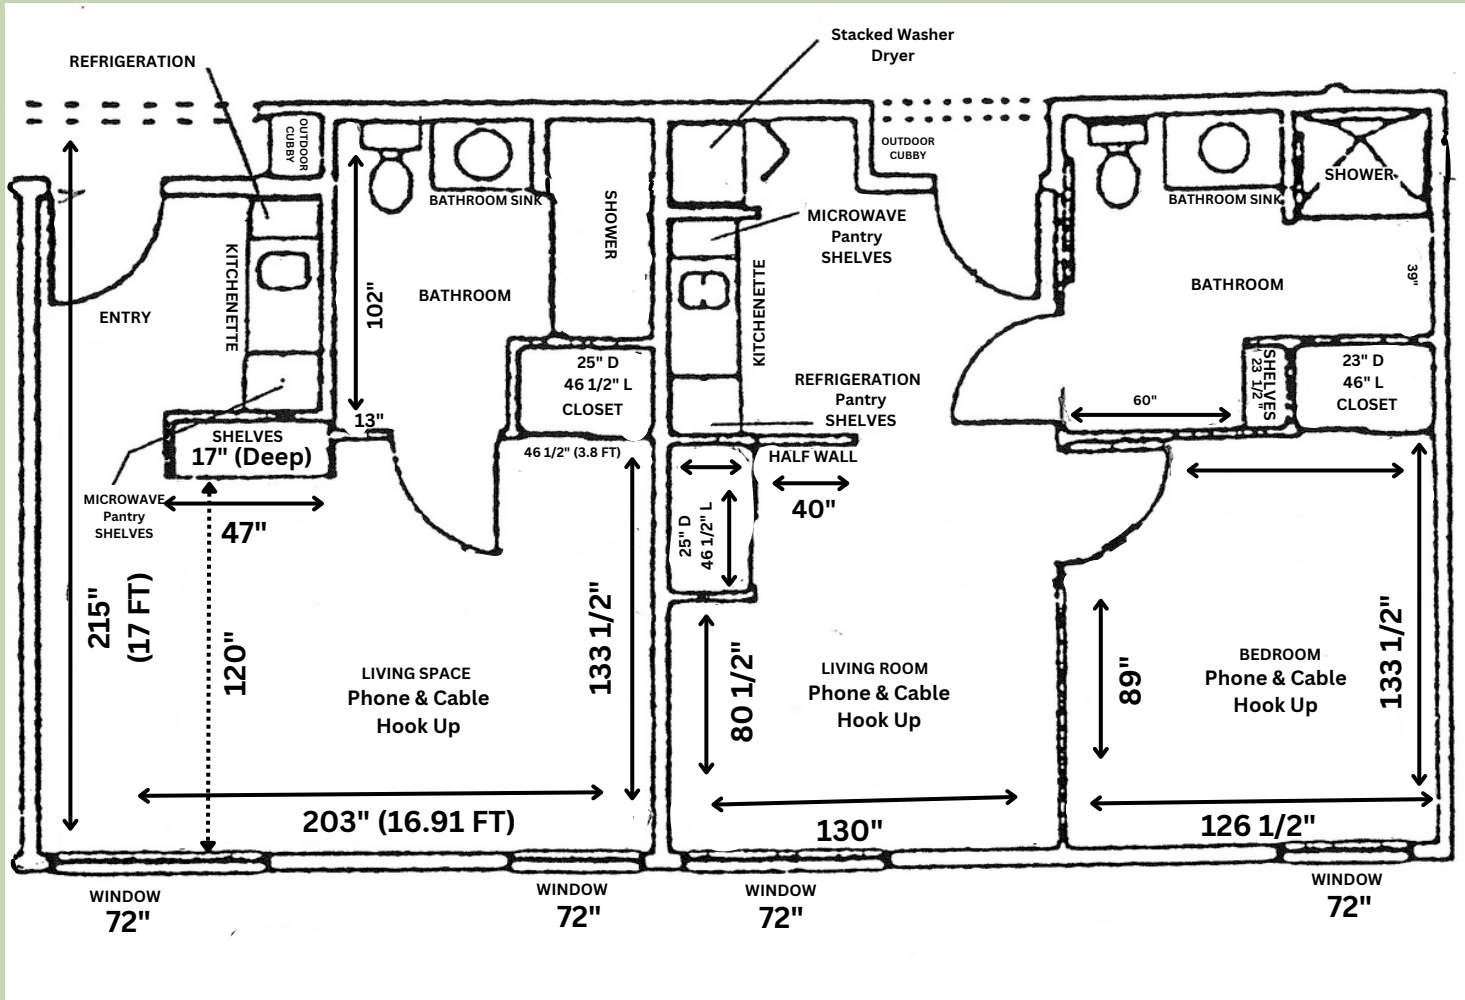 Stacked Washer
Dryer
REFRIGERATION
OUTDOOR
CUBBY
OUTDOOR
CUBBY
BATHROOM SINK
SHOWER
MICROWAVE
Pantry
SHELVES
BATHROOM SINK
SHOWER
ENTRY
KITCHENETTE
102"
BATHROOM
KITCHENETTE
BATHROOM
39"
25" D
46 1/2" L
CLOSET
REFRIGERATION
Pantry
SHELVES
60"
SHELVES
23 1/2"
23" D
46" L
CLOSET
13"
SHELVES
17" (Deep)
46 1/2" (3.8 FT)
HALF WALL
40"
MICROWAVE
Pantry
SHELVES
47"
25" D
46 1/2" L
215"
(17 FT)
120"
133 1/2"
LIVING SPACE
Phone & Cable
Hook Up
80 1/2"
LIVING ROOM
Phone & Cable
Hook Up
89"
BEDROOM
Phone & Cable
Hook Up
133 1/2"
203" (16.91 FT)
130"
126 1/2"
WINDOW
72"
WINDOW
72"
WINDOW
72"
WINDOW
72"